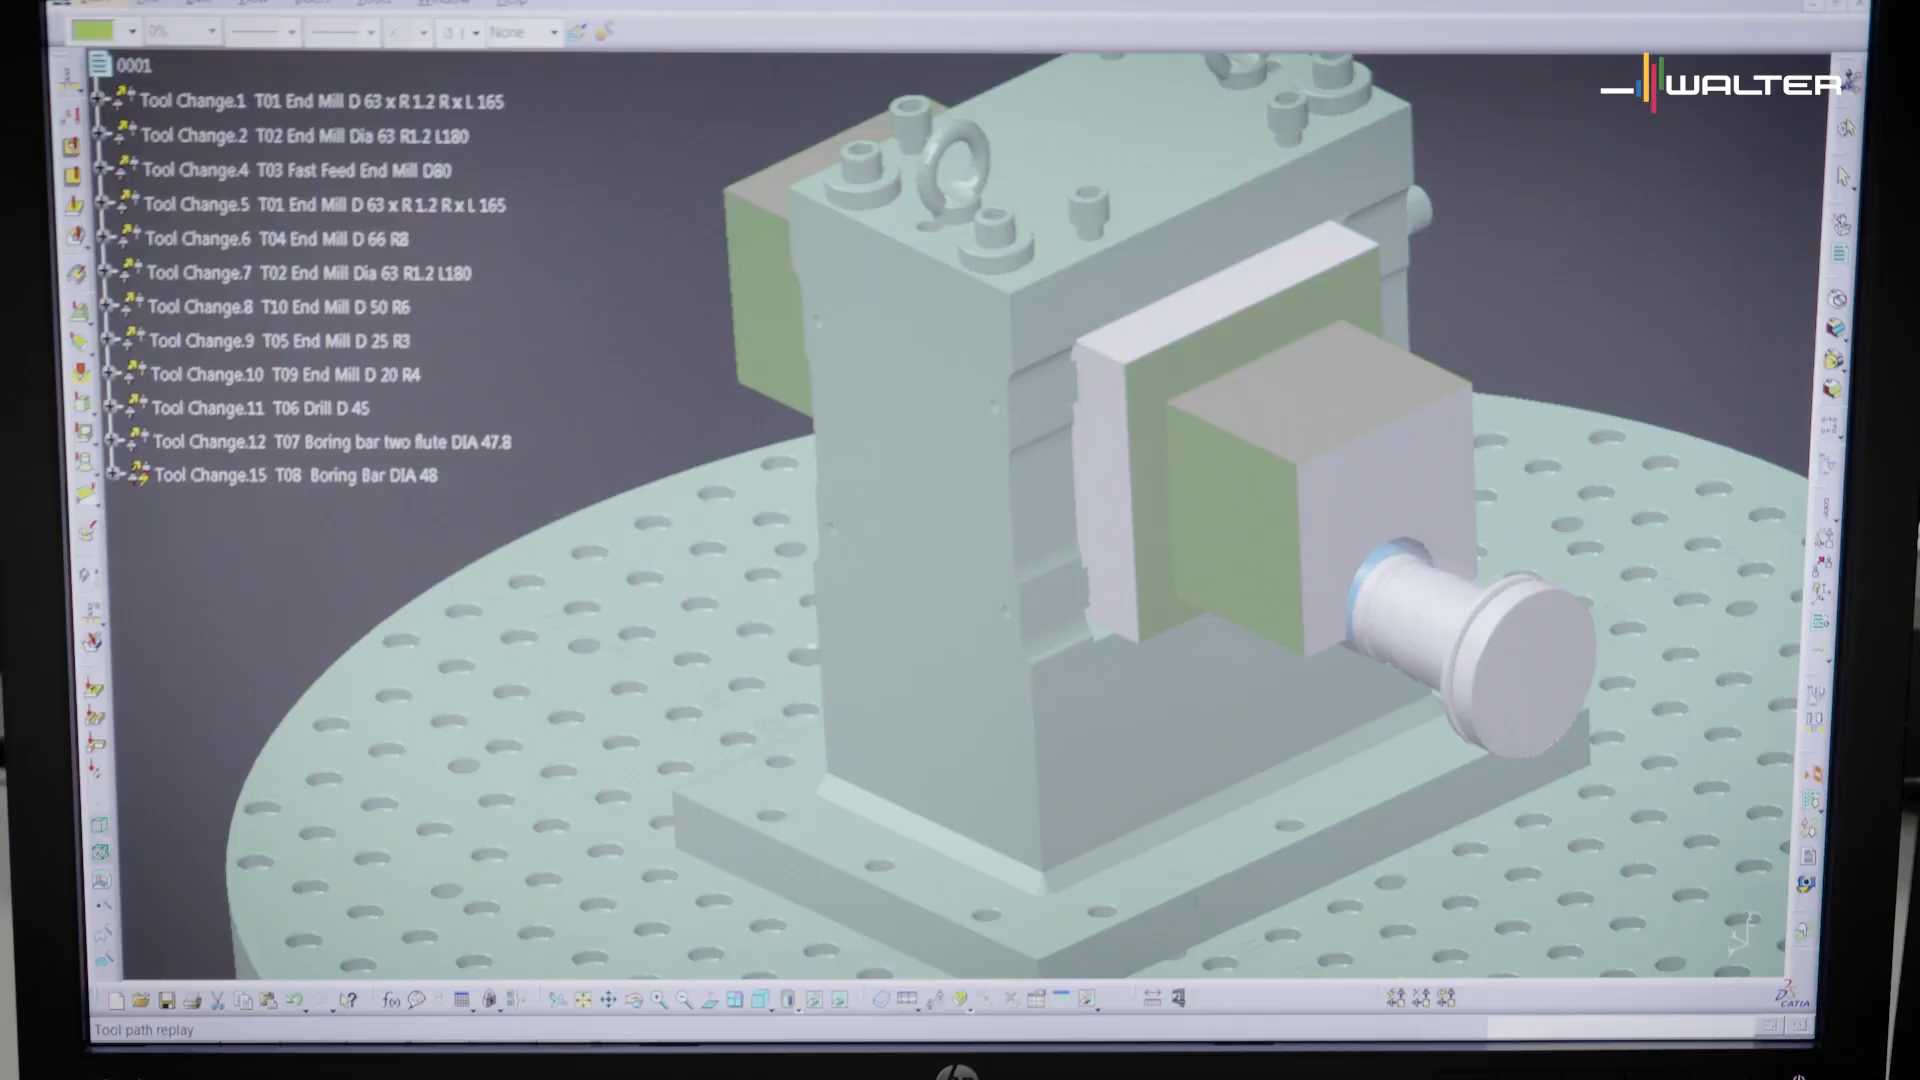 0%
None
0001
WALTER
Tool Change.1 T01 End Mill D 63 x R 1.2 R x L 165
Tool Change.2 T02 End Mill Dia 63 R1.2 L180
Tool Change.4 T03 Fast Feed End Mill D80
Tool Change.5 T01 End Mill D 63 x R 1.2 R x L 165
Tool Change.6 T04 End Mill D 66 R8
Tool Change.7 T02 End Mill Dia 63 R1.2 L180
Tool Change.8 T10 End Mill D 50 R6
Tool Change.9 T05 End Mill D 25 R3
Tool Change.10 T09 End Mill D 20 R4
Tool Change.11 T06 Drill D 45
Tool Change.12 T07 Boring bar two flute DIA 47.8
Tool Change.15 T08 Boring Bar DIA 48
f(x)
CATIA
Tool path replay
hp